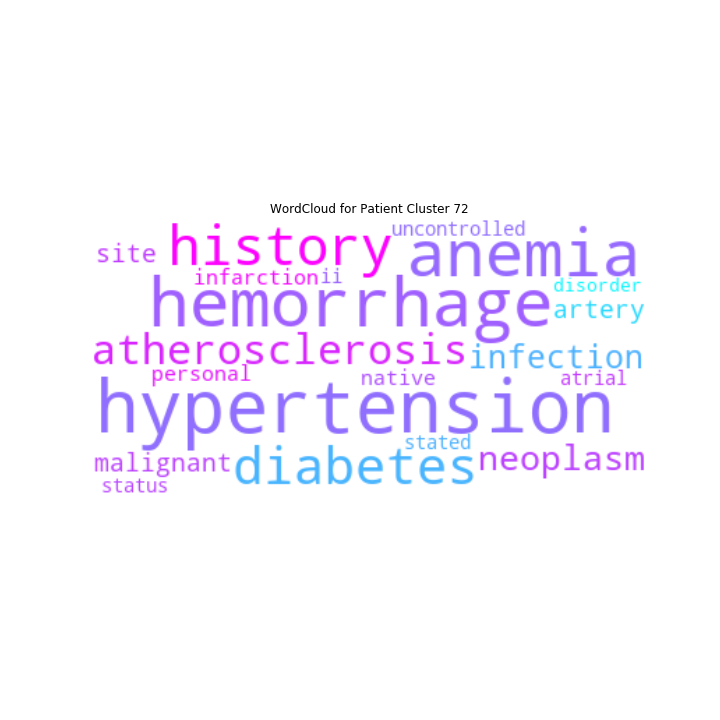 WordCloud for Patient Cluster 72
uncontrolled
site history anemia
infarction ii
hemorrhage disorder
artery
atherosclerosis infection
personal native atrial
hypertension
stated
malignant diabetes neoplasm
status